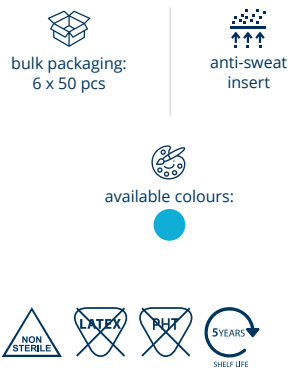 bulk packaging:
6 x 50 pcs
anti-sweat
insert
available colours:
NON
STERILE
LATEX
PHT
5YEARS
SHELF LIFE